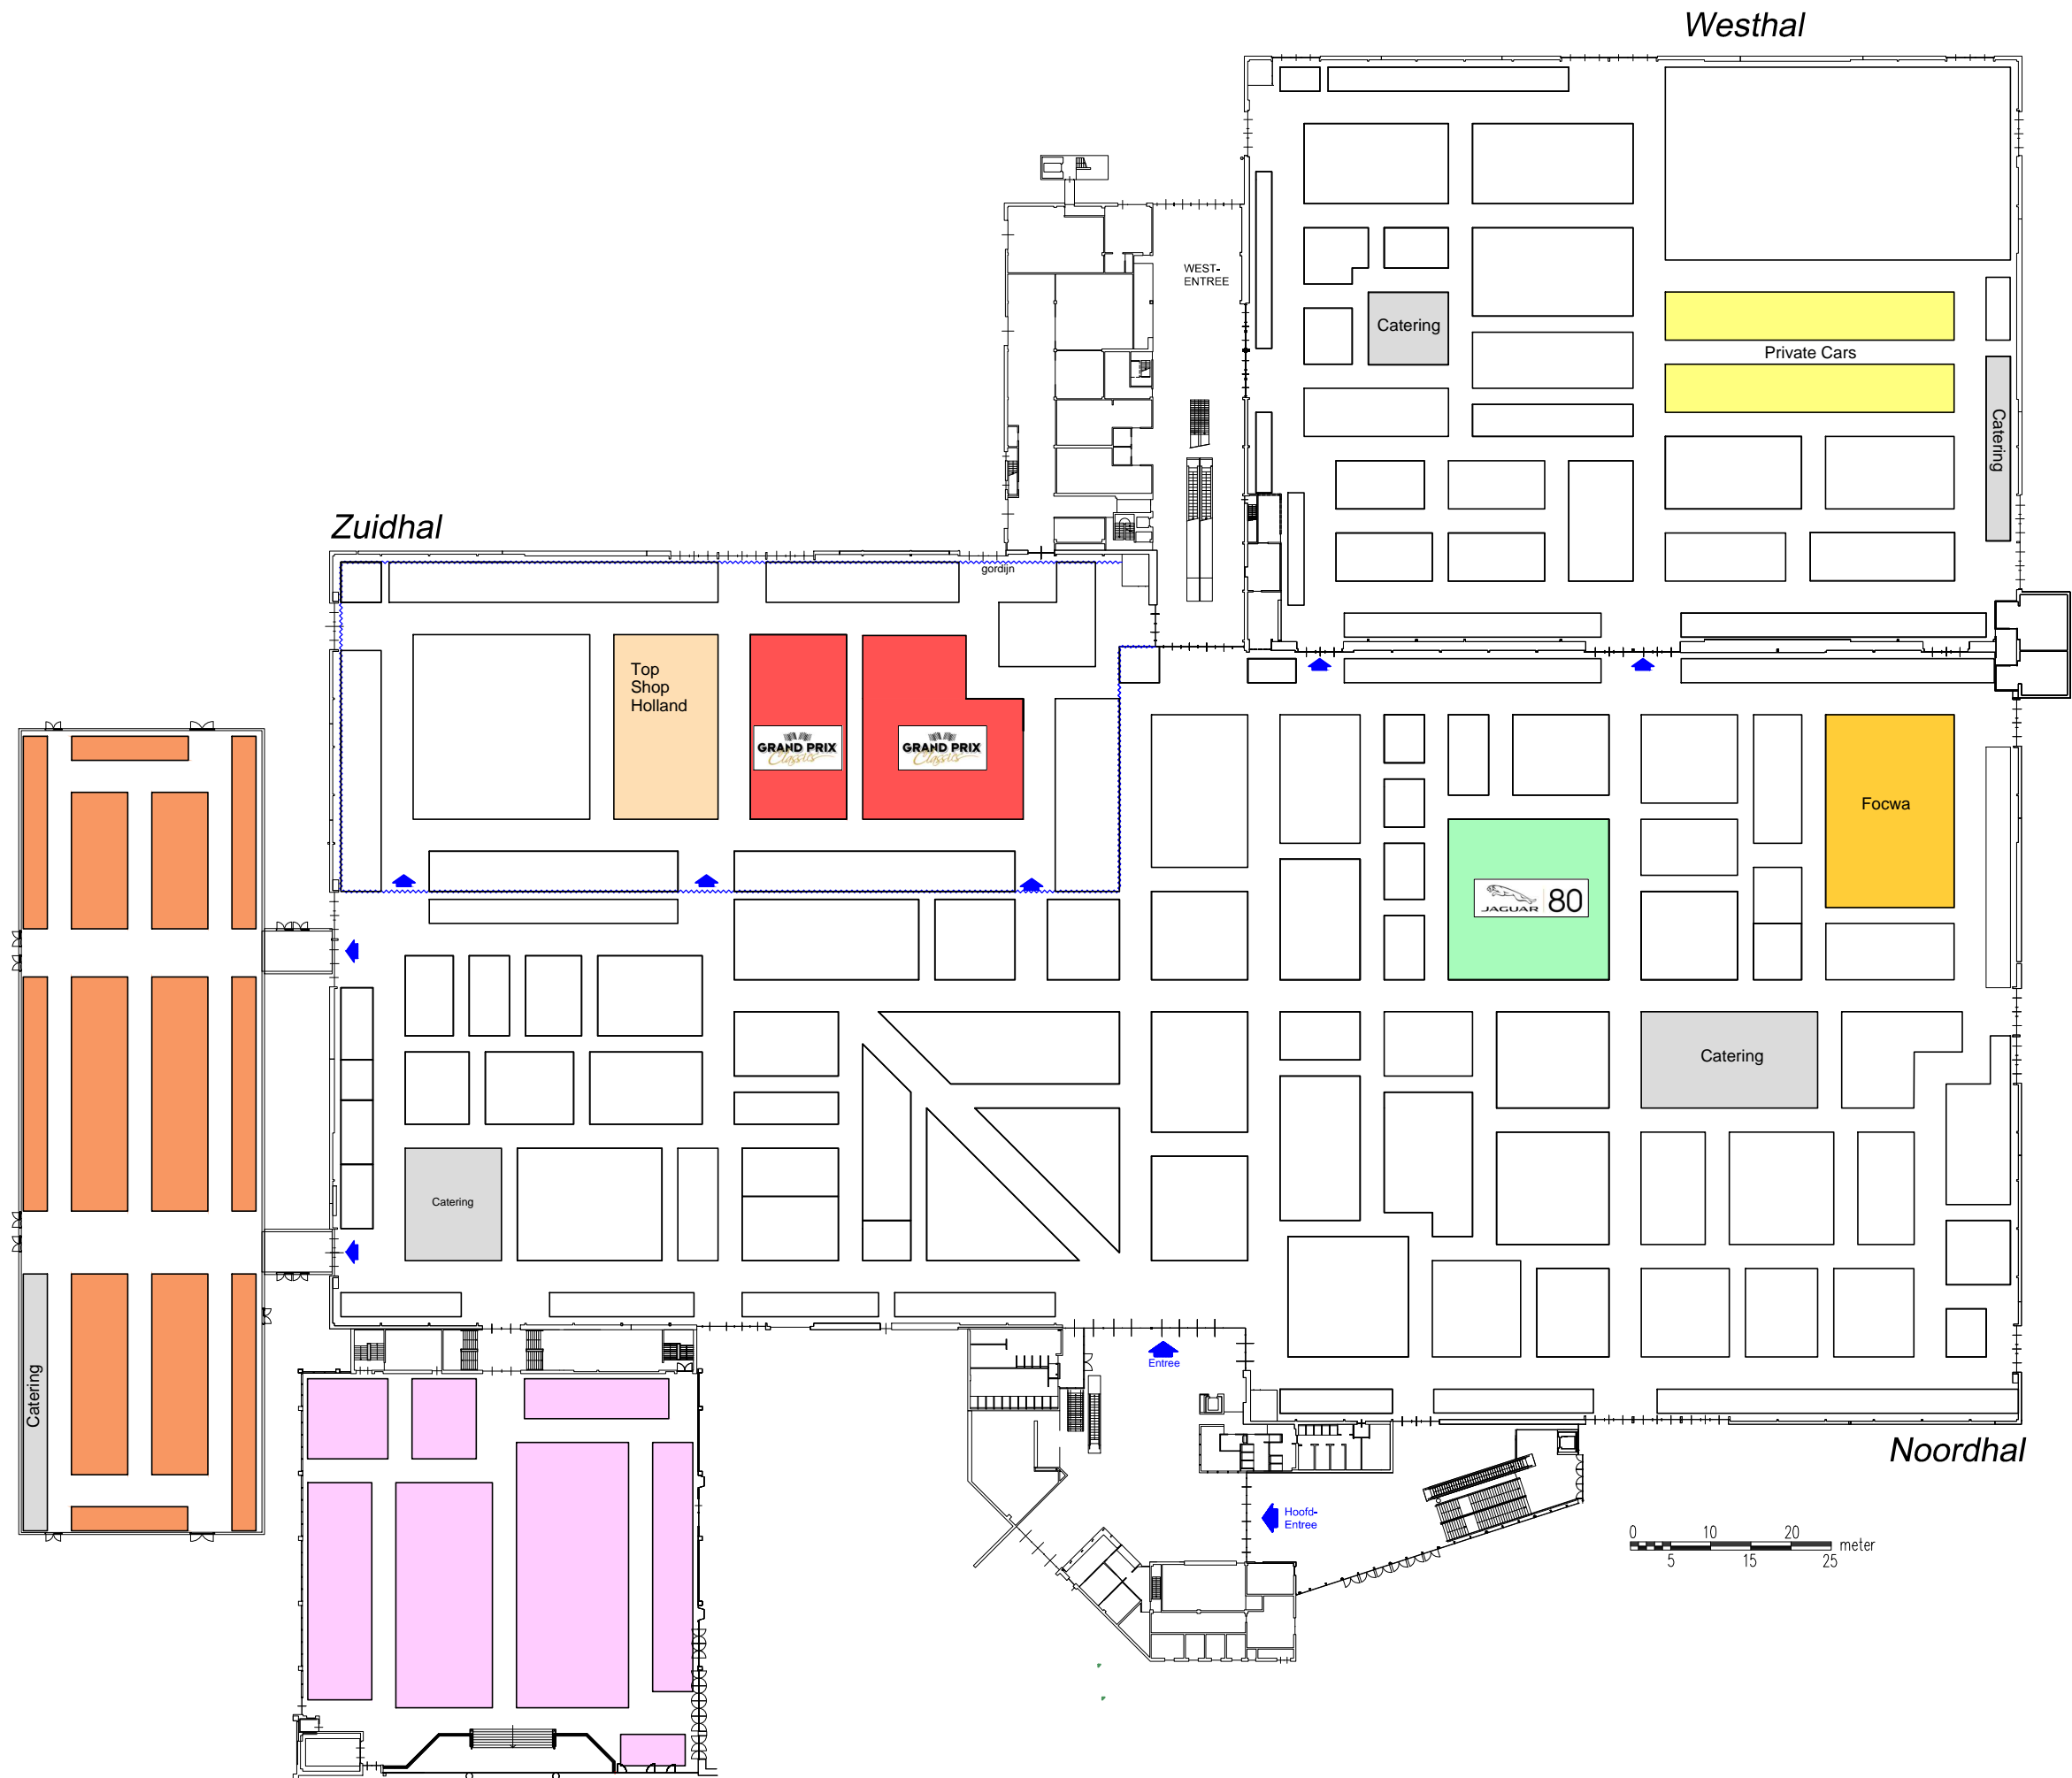 Westhal
WEST-
ENTREE
Catering
Private Cars
Catering
Zuidhal
gordijn
Top
Shop
Holland
GRAND PRIX
Classics
GRAND PRIX
Classics
Focwa
JAGUAR 80
Catering
Catering
Catering
Entree
Noordhal
Hoofd-
Entree
0 10 20
meter
5 15 25